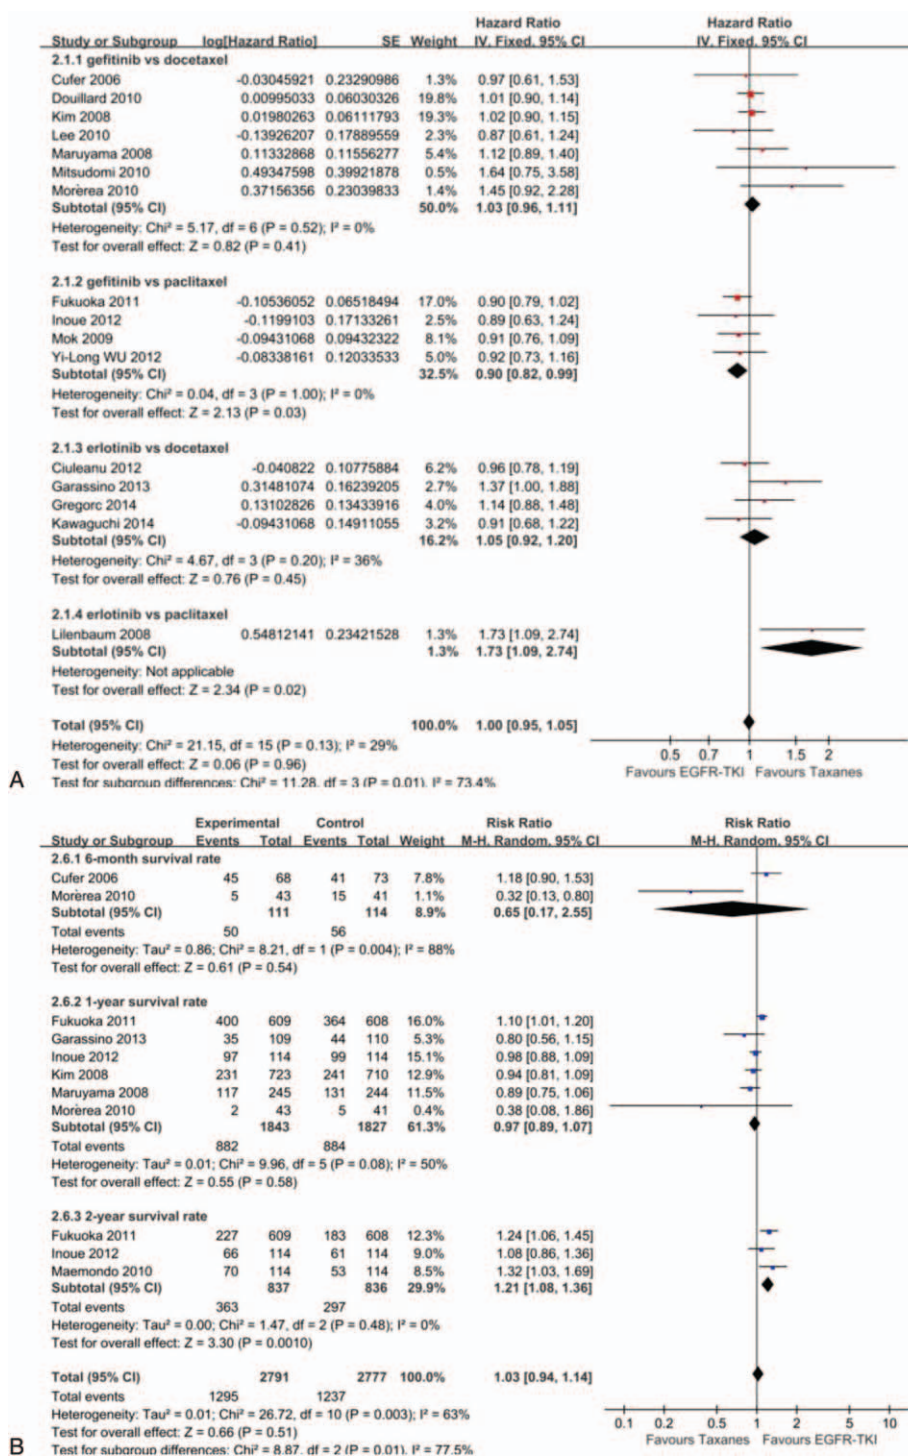 Hazard Ratio Hazard Ratio
Study or Subgroup log[Hazard Ratio] SE Weight IV. Fixed. 95% CI IV. Fixed. 95% CI
2.1.1 gefitinib vs docetaxel
Cufer 2006 -0.03045921 0.23290986 1.3% 0.97 [0.61, 1.53]
Douillard 2010 0.00995033 0.06030326 19.8% 1.01 [0.90, 1.14]
Kim 2008 0.01980263 0.06111793 19.3% 1.02 [0.90, 1.15]
Lee 2010 -0.13926207 0.17889559 2.3% 0.87 [0.61, 1.24]
Maruyama 2008 0.11332868 0.11556277 5.4% 1.12 [0.89, 1.40]
Mitsudomi 2010 0.49347598 0.39921878 0.5% 1.64 [0.75, 3.58]
Morèrea 2010 0.37156356 0.23039833 1.4% 1.45 [0.92, 2.28]
Subtotal (95% CI) 50.0% 1.03 [0.96, 1.11]
Heterogeneity: Chi² = 5.17, df = 6 (P = 0.52); I² = 0%
Test for overall effect: Z = 0.82 (P = 0.41)
2.1.2 gefitinib vs paclitaxel
Fukuoka 2011 -0.10536052 0.06518494 17.0% 0.90 [0.79, 1.02]
Inoue 2012 -0.1199103 0.17133261 2.5% 0.89 [0.63, 1.24]
Mok 2009 -0.09431068 0.09432322 8.1% 0.91 [0.76, 1.09]
Yi-Long WU 2012 -0.08338161 0.12033533 5.0% 0.92 [0.73, 1.16]
Subtotal (95% CI) 32.5% 0.90 [0.82, 0.99]
Heterogeneity: Chi² = 0.04, df = 3 (P = 1.00); I² = 0%
Test for overall effect: Z = 2.13 (P = 0.03)
2.1.3 erlotinib vs docetaxel
Ciuleanu 2012 -0.040822 0.10775884 6.2% 0.96 [0.78, 1.19]
Garassino 2013 0.31481074 0.16239205 2.7% 1.37 [1.00, 1.88]
Gregorc 2014 0.13102826 0.13433916 4.0% 1.14 [0.88, 1.48]
Kawaguchi 2014 -0.09431068 0.14911055 3.2% 0.91 [0.68, 1.22]
Subtotal (95% CI) 16.2% 1.05 [0.92, 1.20]
Heterogeneity: Chi² = 4.67, df = 3 (P = 0.20); I² = 36%
Test for overall effect: Z = 0.76 (P = 0.45)
2.1.4 erlotinib vs paclitaxel
Lilenbaum 2008 0.54812141 0.23421528 1.3% 1.73 [1.09, 2.74]
Subtotal (95% CI) 1.3% 1.73 [1.09, 2.74]
Heterogeneity: Not applicable
Test for overall effect: Z = 2.34 (P = 0.02)
Total (95% CI) 100.0% 1.00 [0.95, 1.05]
Heterogeneity: Chi² = 21.15, df = 15 (P = 0.13); I² = 29%
Test for overall effect: Z = 0.06 (P = 0.96)
Test for subgroup differences: Chi² = 11.28, df = 3 (P = 0.01), I² = 73.4%
0.5 0.7 1 1.5 2
Favours EGFR-TKI Favours Taxanes
A
Experimental Control Risk Ratio Risk Ratio
Study or Subgroup Events Total Events Total Weight M-H. Random. 95% CI M-H. Random. 95% CI
2.6.1 6-month survival rate
Cufer 2006 45 68 41 73 7.8% 1.18 [0.90, 1.53]
Morèrea 2010 5 43 15 41 1.1% 0.32 [0.13, 0.80]
Subtotal (95% CI) 111 114 8.9% 0.65 [0.17, 2.55]
Total events 50 56
Heterogeneity: Tau² = 0.86; Chi² = 8.21, df = 1 (P = 0.004); I² = 88%
Test for overall effect: Z = 0.61 (P = 0.54)
2.6.2 1-year survival rate
Fukuoka 2011 400 609 364 608 16.0% 1.10 [1.01, 1.20]
Garassino 2013 35 109 44 110 5.3% 0.80 [0.56, 1.15]
Inoue 2012 97 114 99 114 15.1% 0.98 [0.88, 1.09]
Kim 2008 231 723 241 710 12.9% 0.94 [0.81, 1.09]
Maruyama 2008 117 245 131 244 11.5% 0.89 [0.75, 1.06]
Morèrea 2010 2 43 5 41 0.4% 0.38 [0.08, 1.86]
Subtotal (95% CI) 1843 1827 61.3% 0.97 [0.89, 1.07]
Total events 882 884
Heterogeneity: Tau² = 0.01; Chi² = 9.96, df = 5 (P = 0.08); I² = 50%
Test for overall effect: Z = 0.55 (P = 0.58)
2.6.3 2-year survival rate
Fukuoka 2011 227 609 183 608 12.3% 1.24 [1.06, 1.45]
Inoue 2012 66 114 61 114 9.0% 1.08 [0.86, 1.36]
Maemondo 2010 70 114 53 114 8.5% 1.32 [1.03, 1.69]
Subtotal (95% CI) 837 836 29.9% 1.21 [1.08, 1.36]
Total events 363 297
Heterogeneity: Tau² = 0.00; Chi² = 1.47, df = 2 (P = 0.48); I² = 0%
Test for overall effect: Z = 3.30 (P = 0.0010)
Total (95% CI) 2791 2777 100.0% 1.03 [0.94, 1.14]
Total events 1295 1237
Heterogeneity: Tau² = 0.01; Chi² = 26.72, df = 10 (P = 0.003); I² = 63%
Test for overall effect: Z = 0.66 (P = 0.51)
Test for subgroup differences: Chi² = 8.87, df = 2 (P = 0.01), I² = 77.5%
0.1 0.2 0.5 1 2 5 10
Favours Taxanes Favours EGFR-TKI
B